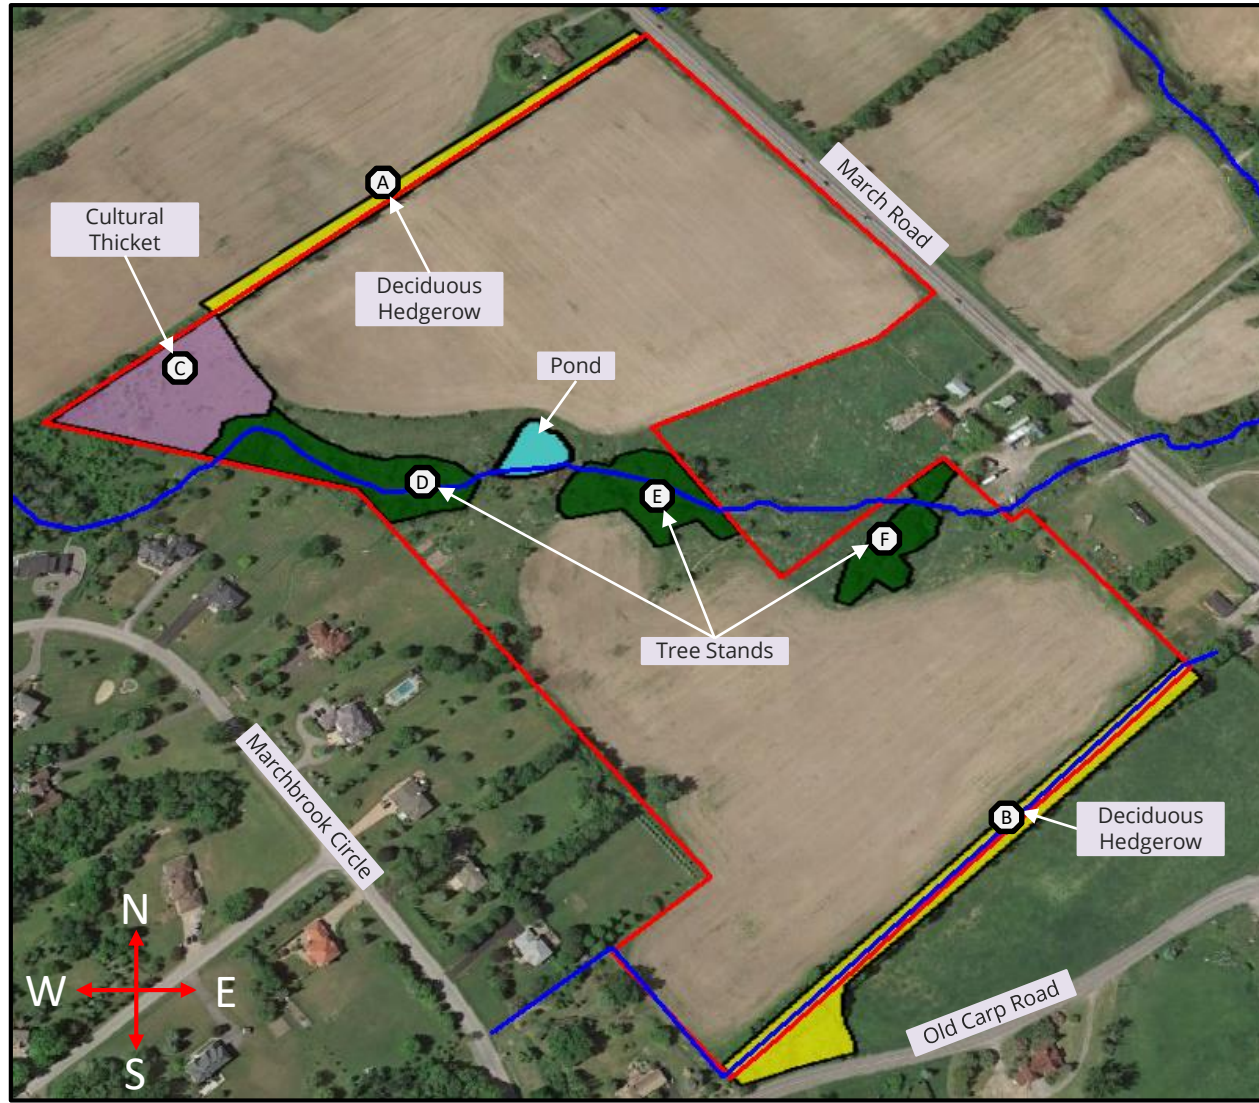 March Road
A
Cultural
Thicket
Deciduous
Hedgerow
C
Pond
D
E
F
Tree Stands
Marchbrook Circle
B
Deciduous
Hedgerow
N
W E
S
Old Carp Road